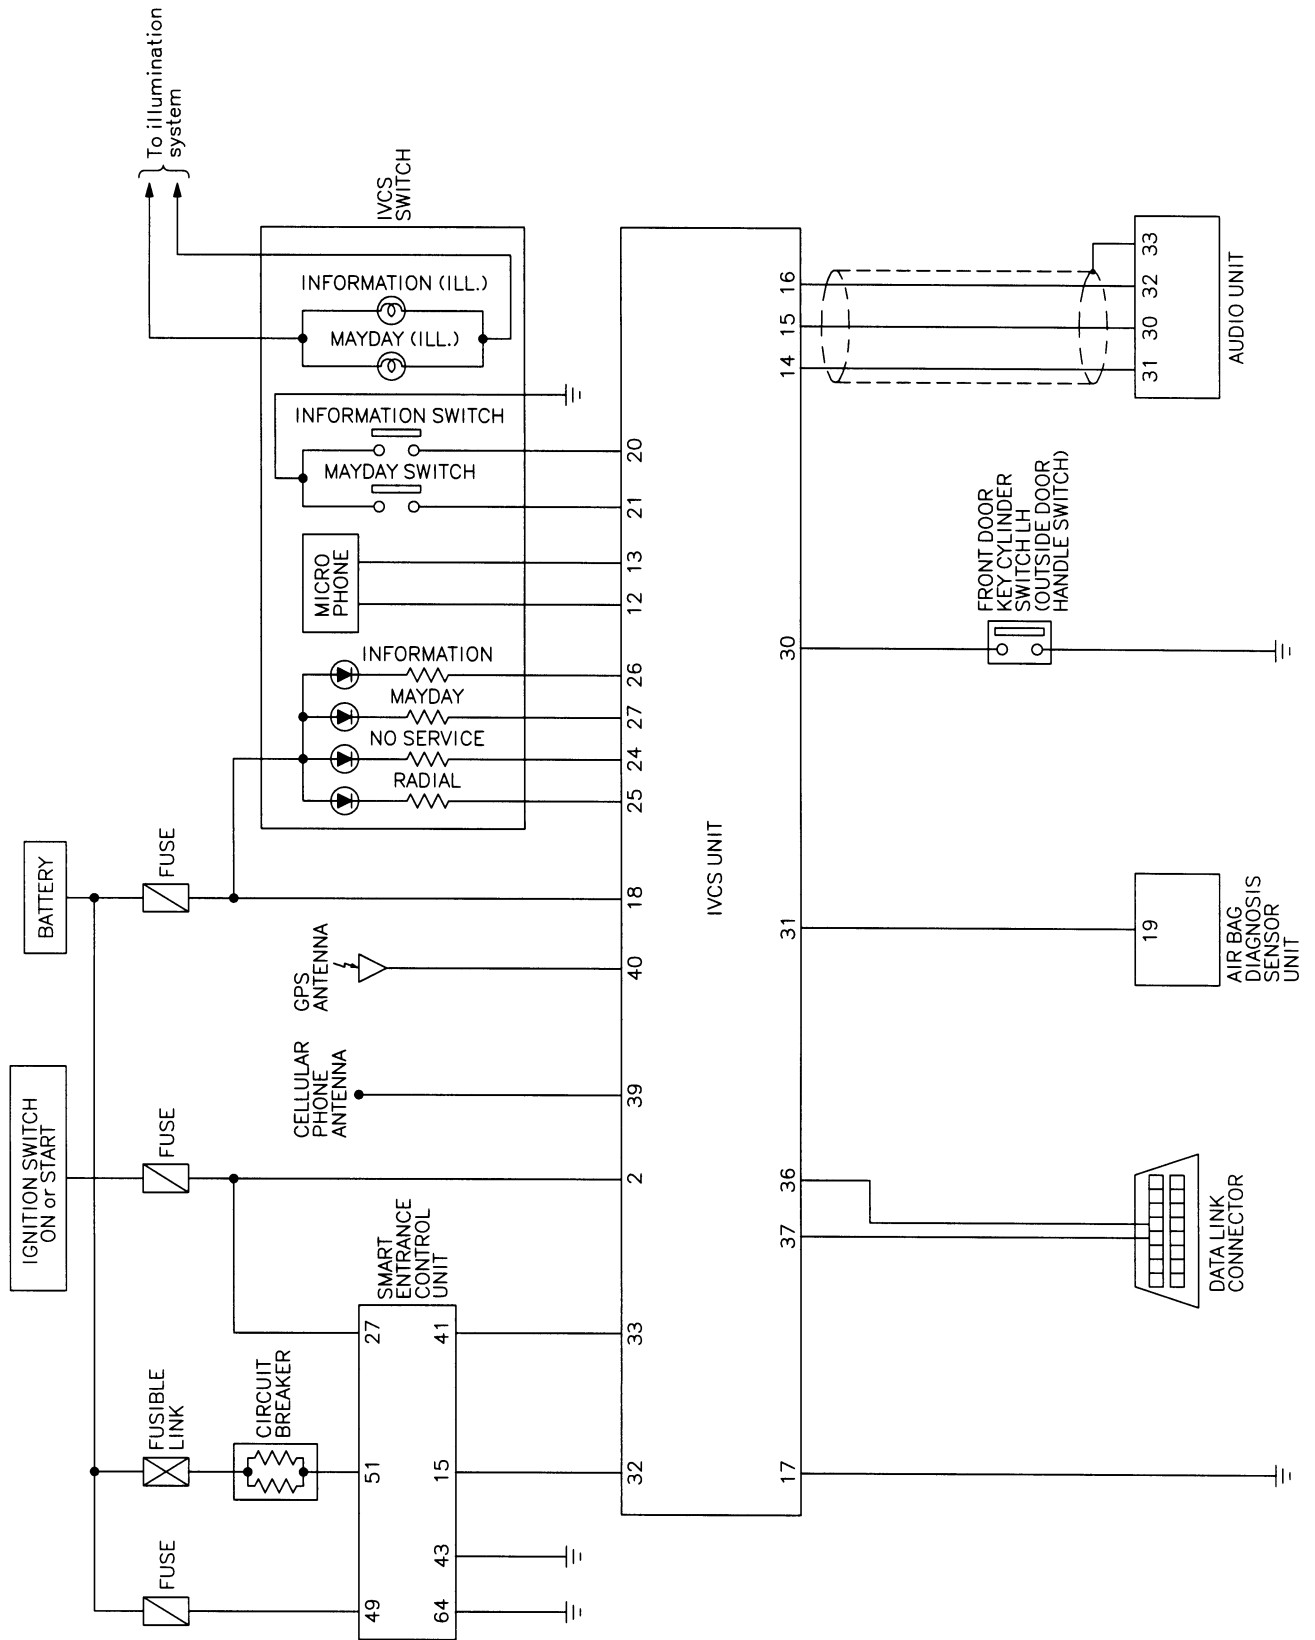 IGNITION SWITCH
ON or START
BATTERY
FUSE
FUSIBLE
LINK
FUSE
FUSE
CIRCUIT
BREAKER
To illumination
system
49
51
27
64
43
15
41
SMART
ENTRANCE
CONTROL
UNIT
CELLULAR
PHONE
ANTENNA
GPS
ANTENNA
IVCS
SWITCH
RADIAL
NO SERVICE
MAYDAY
INFORMATION
MICRO
PHONE
MAYDAY SWITCH
INFORMATION SWITCH
MAYDAY (ILL.)
INFORMATION (ILL.)
32
33
2
39
40
18
25
24
27
26
12
13
21
20
IVCS UNIT
17
37
36
31
30
14
15
16
FRONT DOOR
KEY CYLINDER
SWITCH LH
(OUTSIDE DOOR
HANDLE SWITCH)
DATA LINK
CONNECTOR
19
AIR BAG
DIAGNOSIS
SENSOR
UNIT
31
30
32
33
AUDIO UNIT